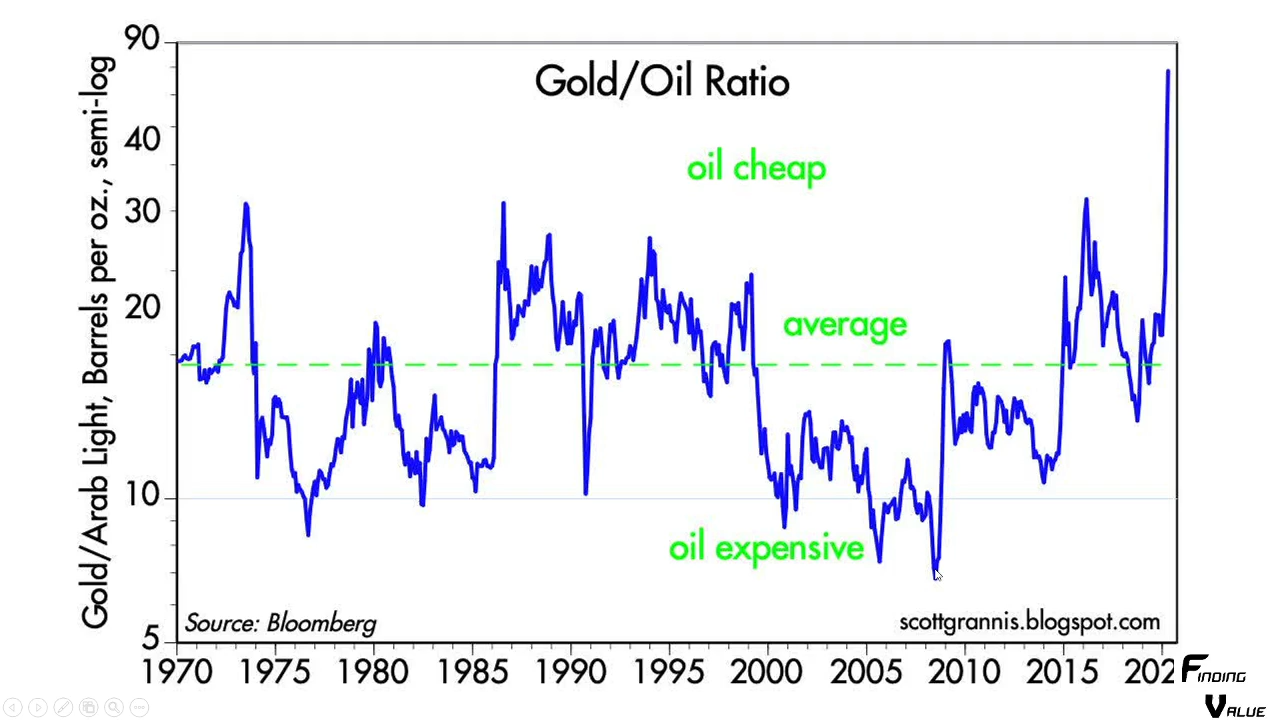 Gold/Oil Ratio
Gold/Arab Light, Barrels per oz., semi-log
90
40
30
20
10
5
oil cheap
average
oil expensive
Source: Bloomberg
scottgrannis.blogspot.com
1970 1975 1980 1985 1990 1995 2000 2005 2010 2015 202
FINDING
VALUE